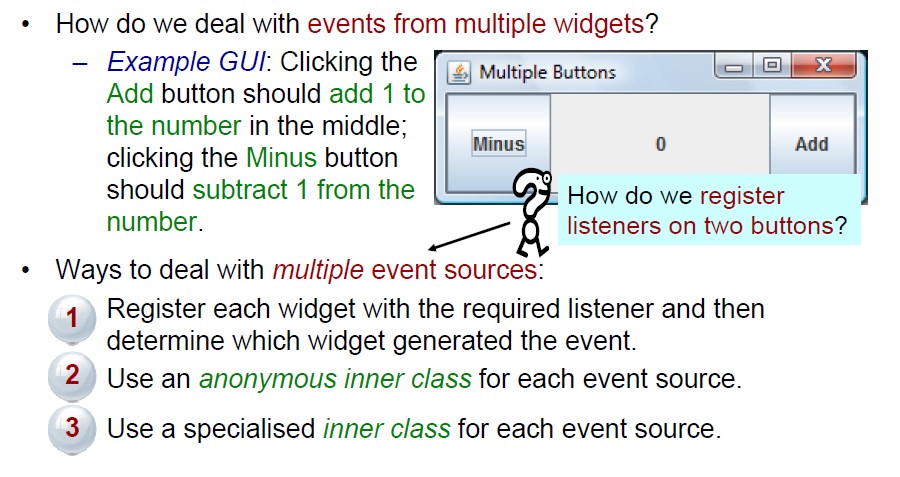 • How do we deal with events from multiple widgets?
– Example GUI: Clicking the
Add button should add 1 to
the number in the middle;
clicking the Minus button
should subtract 1 from the
number.
Multiple Buttons
Minus
0
Add
How do we register
listeners on two buttons?
• Ways to deal with multiple event sources:
1 Register each widget with the required listener and then
determine which widget generated the event.
2 Use an anonymous inner class for each event source.
3 Use a specialised inner class for each event source.